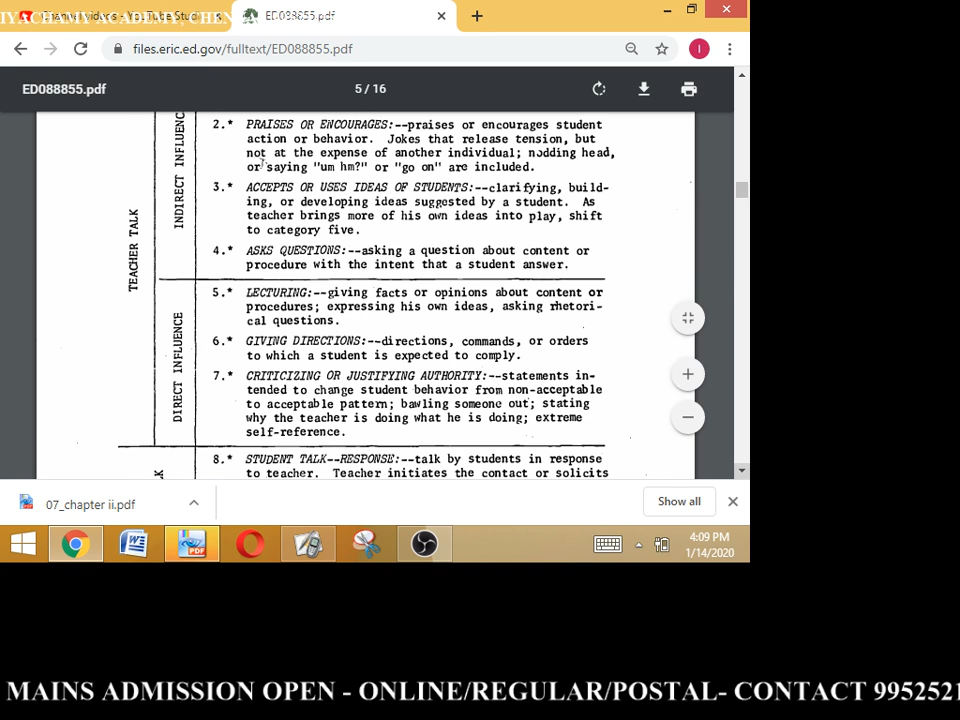 IYACHAMY ACADEMY, CHEN
Channel videos - YouTube Studi
ED088855.pdf
files.eric.ed.gov/fulltext/ED088855.pdf
ED088855.pdf
5 / 16
TEACHER TALK
INDIRECT INFLUENC
2.* PRAISES OR ENCOURAGES:--praises or encourages student
action or behavior. Jokes that release tension, but
not at the expense of another individual; nodding head,
or saying "um hm?" or "go on" are included.
3.* ACCEPTS OR USES IDEAS OF STUDENTS:--clarifying, build-
ing, or developing ideas suggested by a student. As
teacher brings more of his own ideas into play, shift
to category five.
4.* ASKS QUESTIONS:--asking a question about content or
procedure with the intent that a student answer.
DIRECT INFLUENCE
5.* LECTURING:--giving facts or opinions about content or
procedures; expressing his own ideas, asking rhetori-
cal questions.
6.* GIVING DIRECTIONS:--directions, commands, or orders
to which a student is expected to comply.
7.* CRITICIZING OR JUSTIFYING AUTHORITY:--statements in-
tended to change student behavior from non-acceptable
to acceptable pattern; bawling someone out; stating
why the teacher is doing what he is doing; extreme
self-reference.
8.* STUDENT TALK--RESPONSE:--talk by students in response
to teacher. Teacher initiates the contact or solicits
07_chapter ii.pdf
Show all
4:09 PM
1/14/2020
MAINS ADMISSION OPEN - ONLINE/REGULAR/POSTAL- CONTACT 9952521